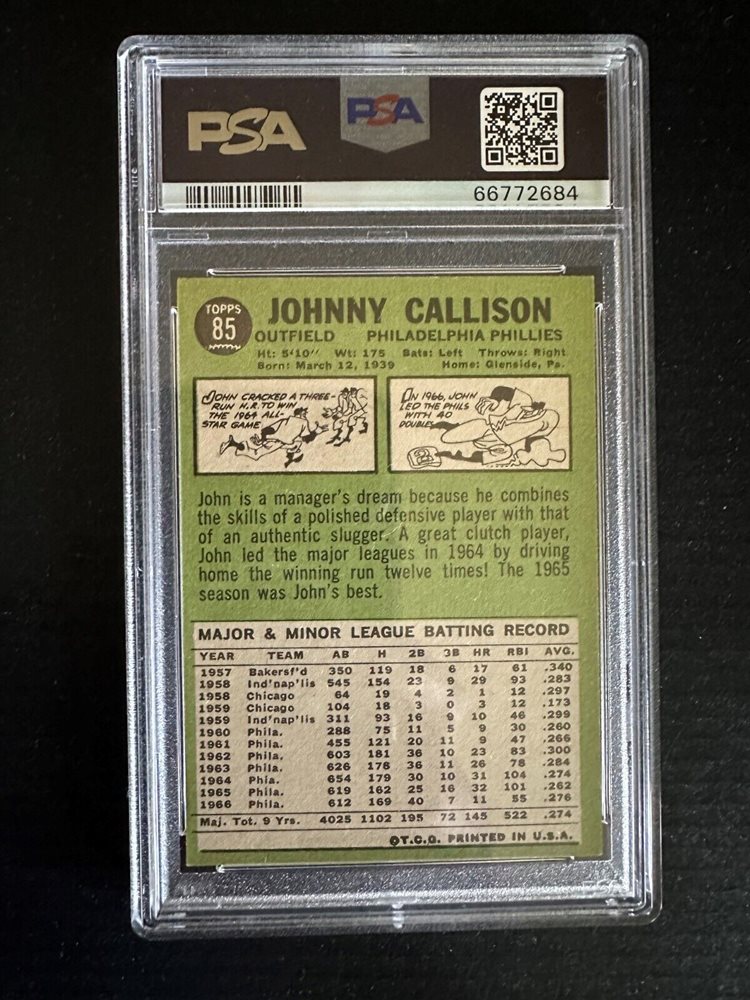 PSA
PSA
66772684
TOPPS
85
JOHNNY CALLISON
OUTFIELD PHILADELPHIA PHILLIES
Ht: 5'10" Wt: 175 Bats: Left Throws: Right
Born: March 12, 1939 Home: Glenside, Pa.
JOHN CRACKED A THREE-
RUN H.R. TO WIN
THE 1964 ALL-
STAR GAME
IN 1966, JOHN
LED THE PHILS
WITH 40
DOUBLES
John is a manager's dream because he combines
the skills of a polished defensive player with that
of an authentic slugger. A great clutch player,
John led the major leagues in 1964 by driving
home the winning run twelve times! The 1965
season was John's best.
MAJOR & MINOR LEAGUE BATTING RECORD
YEAR TEAM AB H 2B 3B HR RBI AVG.
1957 Bakersf'd 350 119 18 6 17 61 .340
1958 Ind'nap'lis 545 154 23 9 29 93 .283
1958 Chicago 64 19 4 2 1 12 .297
1959 Chicago 104 18 3 0 3 12 .173
1959 Ind'nap'lis 311 93 16 9 10 46 .299
1960 Phila. 288 75 11 5 9 30 .260
1961 Phila. 455 121 20 11 9 47 .266
1962 Phila. 603 181 36 10 23 83 .300
1963 Phila. 626 178 36 11 26 78 .284
1964 Phila. 654 179 30 10 31 104 .274
1965 Phila. 619 162 25 16 32 101 .262
1966 Phila. 612 169 40 7 11 55 .276
Maj. Tot. 9 Yrs. 4025 1102 195 72 145 522 .274
©T.C.G. PRINTED IN U.S.A.